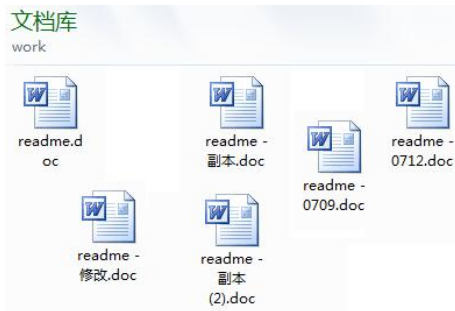 文档库
work
readme.d
oc
readme -
副本.doc
readme -
0709.doc
readme -
0712.doc
readme -
修改.doc
readme -
副本
(2).doc